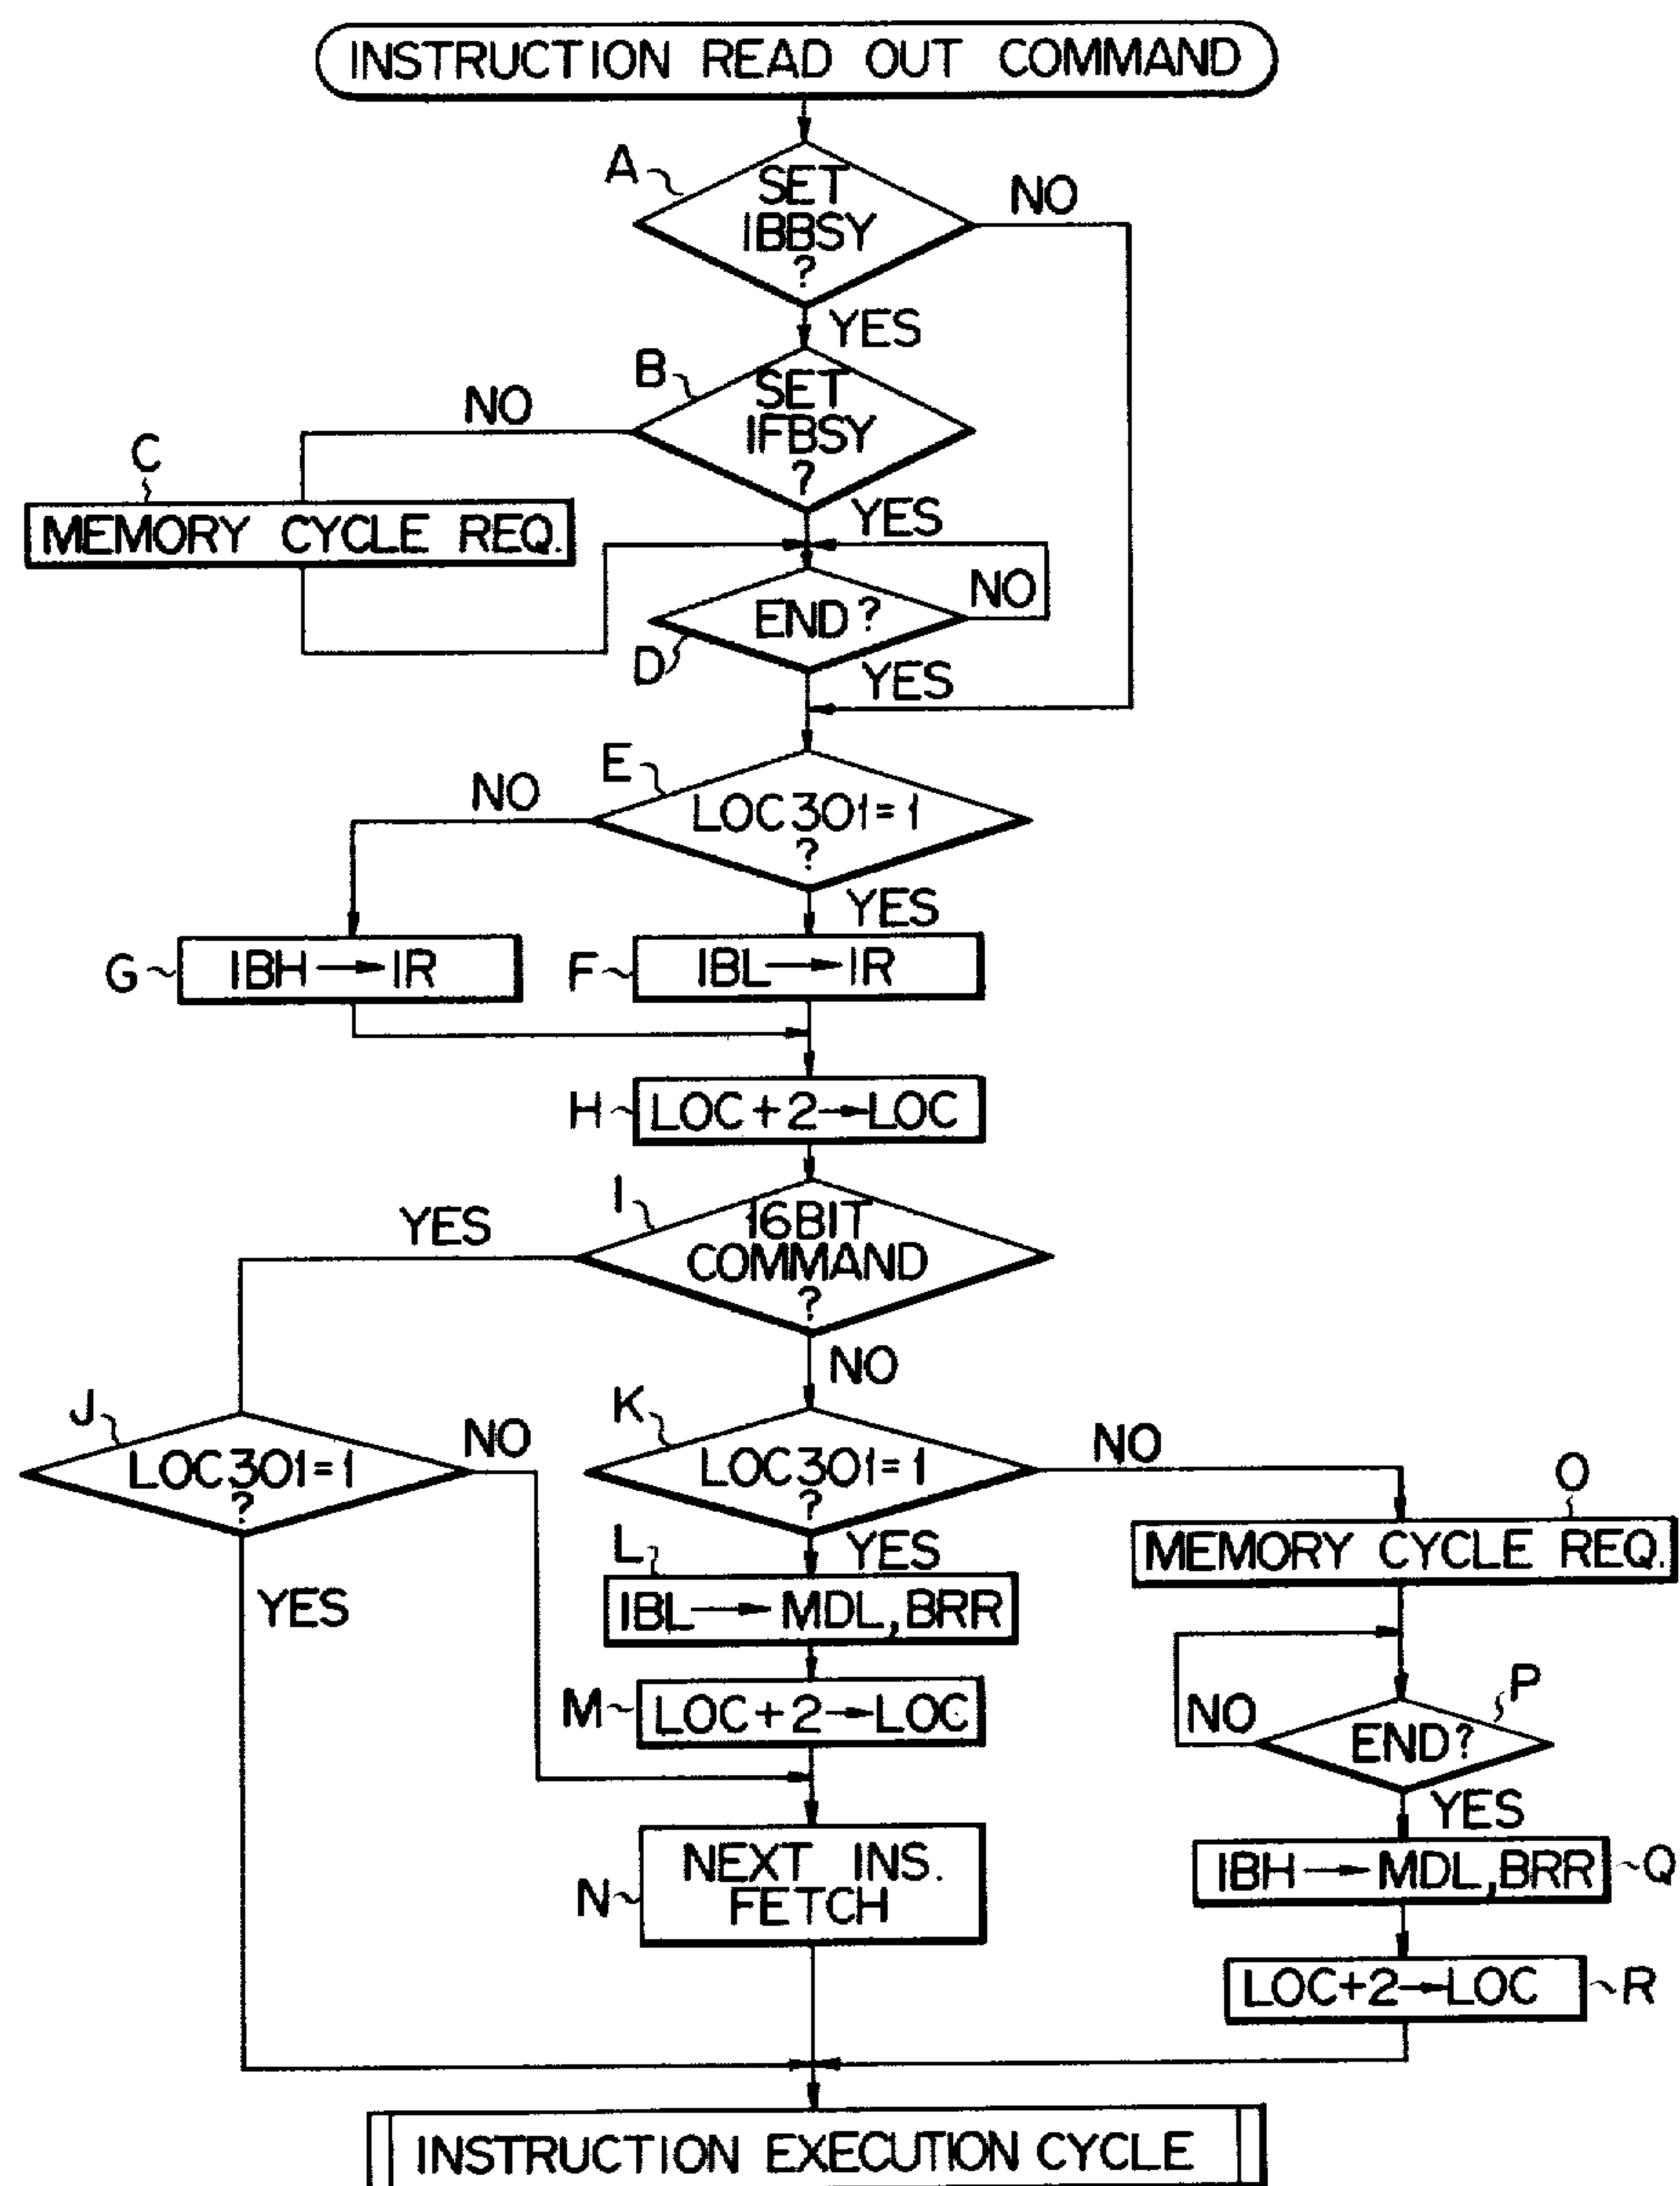 INSTRUCTION READ OUT COMMAND
A
SET
IBBSY
?
NO
YES
B
SET
IFBSY
?
NO
YES
C
MEMORY CYCLE REQ.
END?
NO
D
YES
E
LOC301=1
?
NO
YES
G
IBH→IR
F
IBL→IR
H
LOC+2→LOC
I
16BIT
COMMAND
?
YES
NO
J
LOC301=1
?
NO
YES
K
LOC301=1
?
NO
YES
O
MEMORY CYCLE REQ.
L
IBL→MDL,BRR
M
LOC+2→LOC
P
END?
NO
YES
N
NEXT INS.
FETCH
IBH→MDL,BRR
Q
LOC+2→LOC
R
INSTRUCTION EXECUTION CYCLE